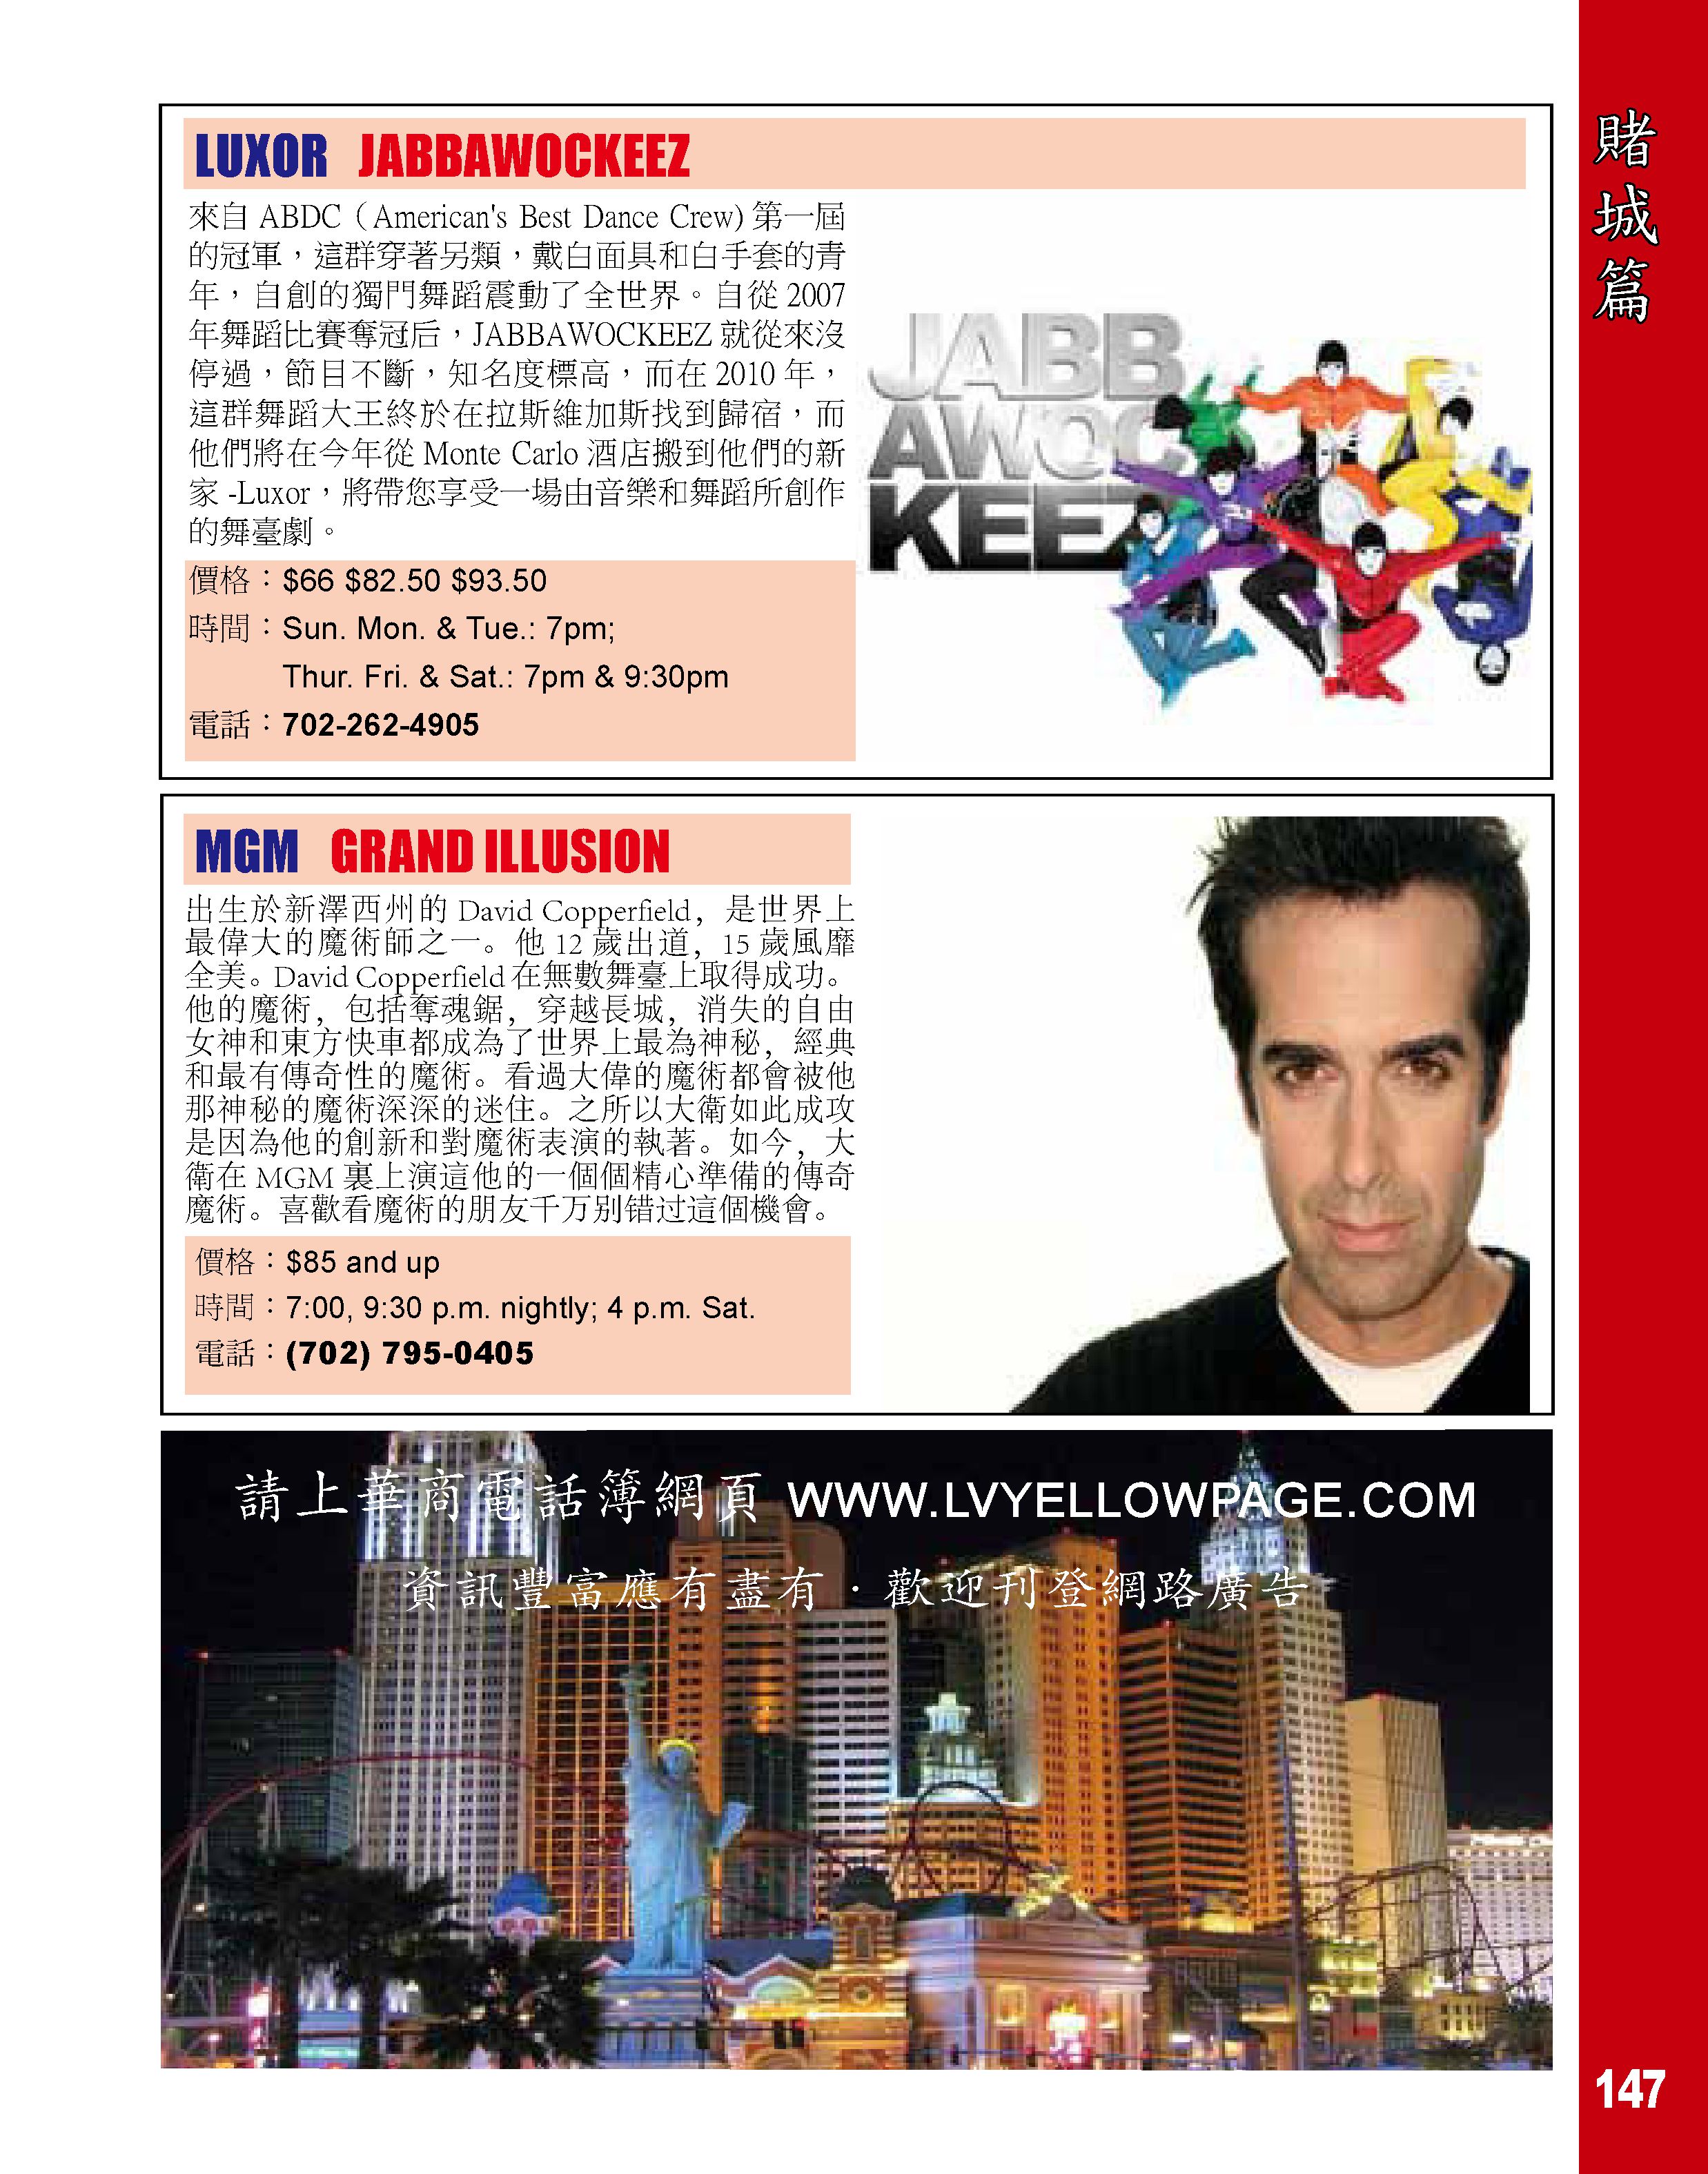 賭城篇
LUXOR JABBAWOCKEEZ
來自 ABDC（American's Best Dance Crew) 第一屆
的冠軍，這群穿著另類，戴白面具和白手套的青
年，自創的獨門舞蹈震動了全世界。自從 2007
年舞蹈比賽奪冠后，JABBAWOCKEEZ 就從來沒
停過，節目不斷，知名度標高，而在 2010 年，
這群舞蹈大王終於在拉斯維加斯找到歸宿，而
他們將在今年從 Monte Carlo 酒店搬到他們的新
家 -Luxor，將帶您享受一場由音樂和舞蹈所創作
的舞臺劇。
價格：$66 $82.50 $93.50
時間：Sun. Mon. & Tue.: 7pm;
Thur. Fri. & Sat.: 7pm & 9:30pm
電話：702-262-4905
JABB
AWOC
KEEZ
MGM GRAND ILLUSION
出生於新澤西州的 David Copperfield，是世界上
最偉大的魔術師之一。他 12 歲出道，15 歲風靡
全美。David Copperfield 在無數舞臺上取得成功。
他的魔術，包括奪魂鋸，穿越長城，消失的自由
女神和東方快車都成為了世界上最為神秘，經典
和最有傳奇性的魔術。看過大偉的魔術都會被他
那神秘的魔術深深的迷住。之所以大衛如此成攻
是因為他的創新和對魔術表演的執著。如今，大
衛在 MGM 裏上演這他的一個個精心準備的傳奇
魔術。喜歡看魔術的朋友千万别错过這個機會。
價格：$85 and up
時間：7:00, 9:30 p.m. nightly; 4 p.m. Sat.
電話：(702) 795-0405
請上華商電話簿網頁 WWW.LVYELLOWPAGE.COM
資訊豐富應有盡有．歡迎刊登網路廣告
147